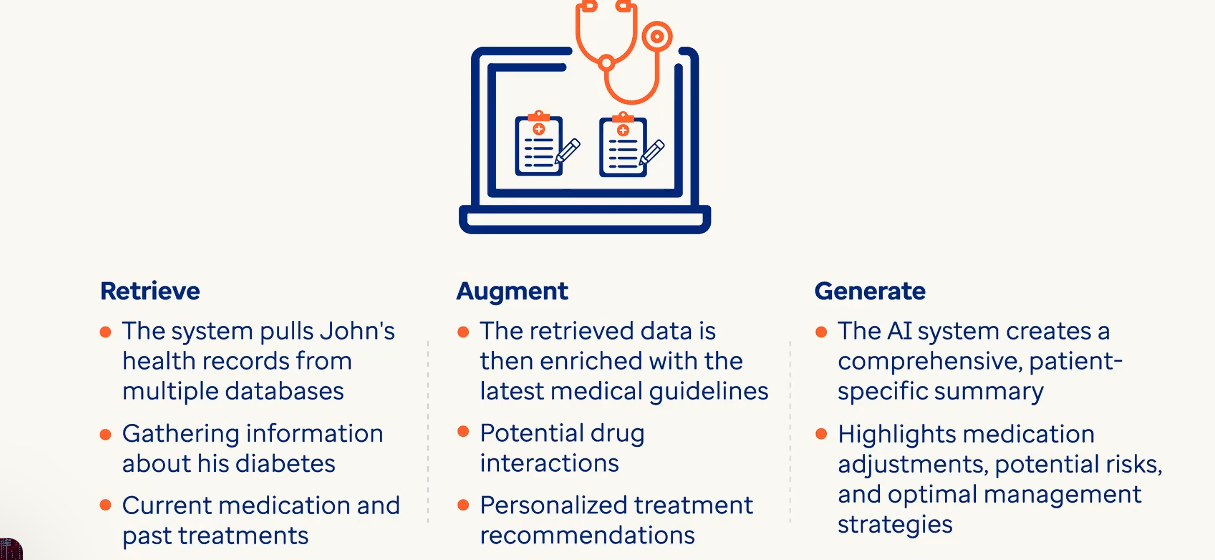 Retrieve
The system pulls John's
health records from
multiple databases
Gathering information
about his diabetes
Current medication and
past treatments
Augment
The retrieved data is
then enriched with the
latest medical guidelines
Potential drug
interactions
Personalized treatment
recommendations
Generate
The AI system creates a
comprehensive, patient-
specific summary
Highlights medication
adjustments, potential risks,
and optimal management
strategies